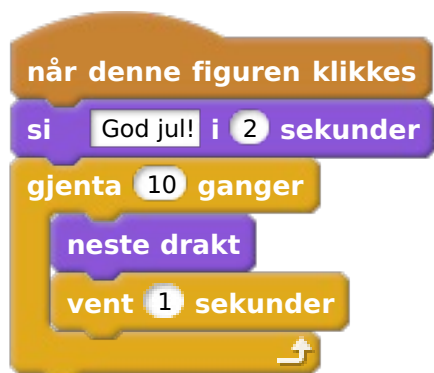 når denne figuren klikkes
si God jul! i 2 sekunder
gjenta 10 ganger
neste drakt
vent 1 sekunder